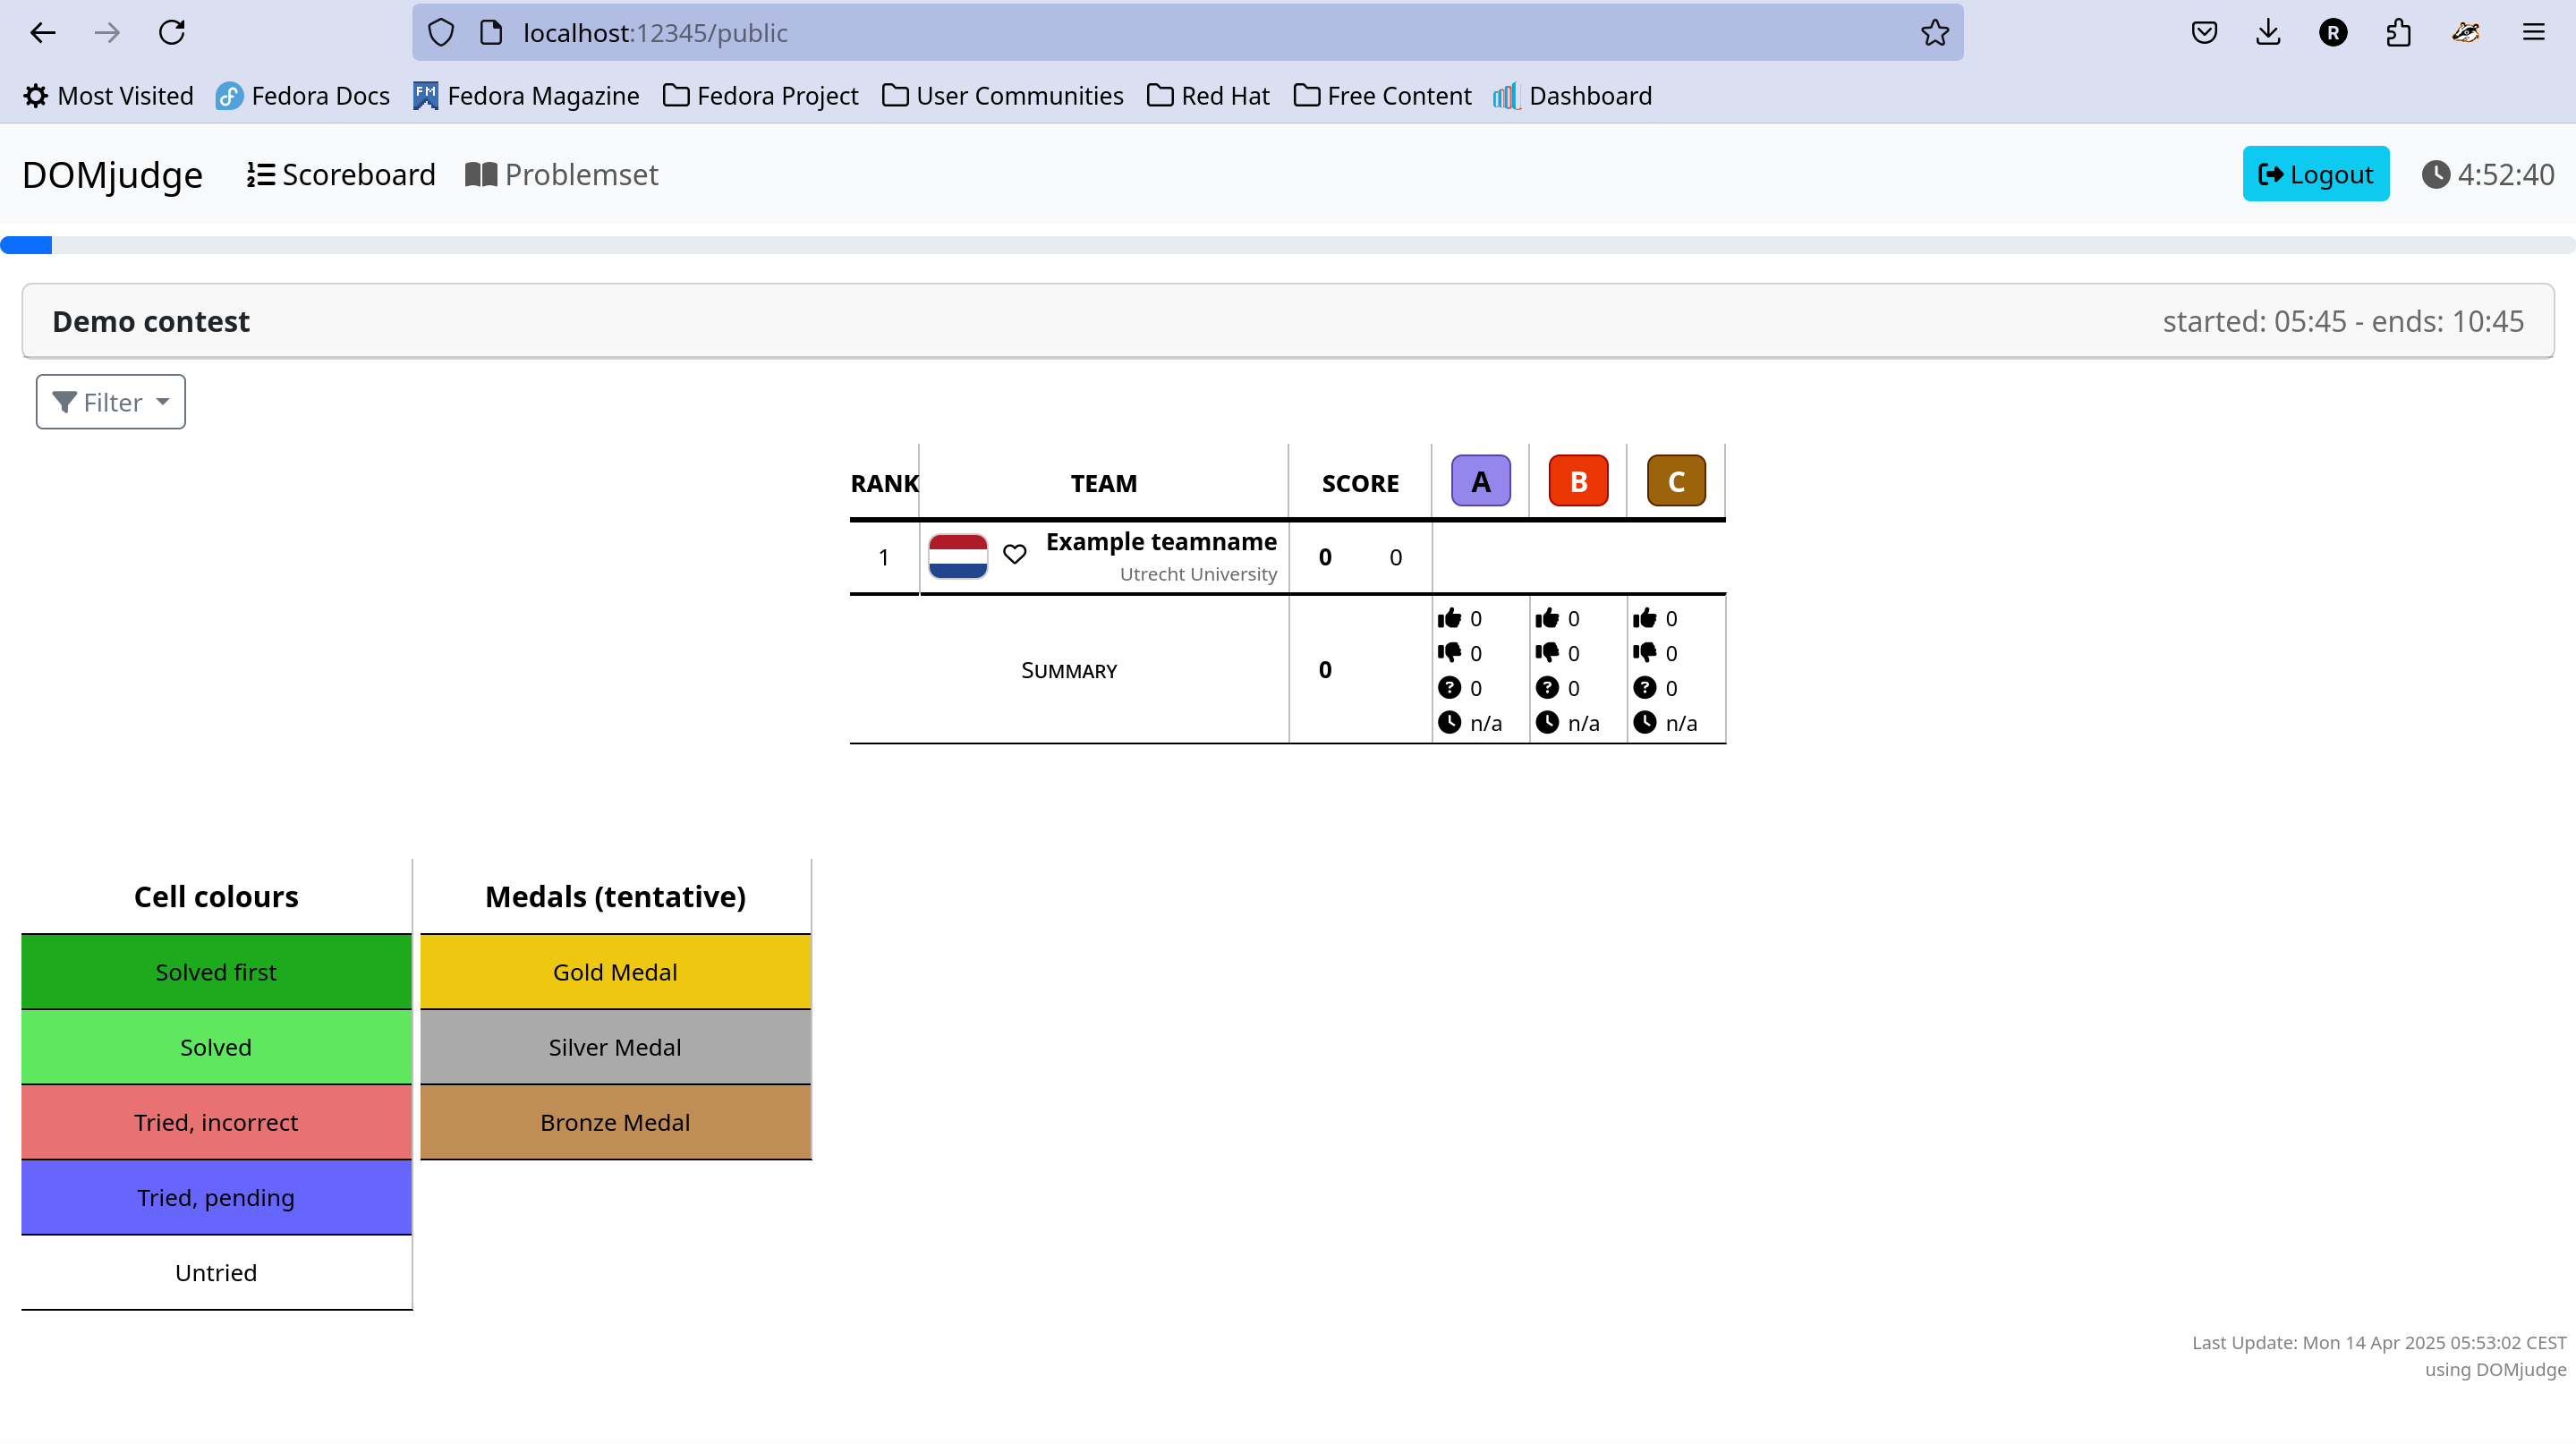 localhost:12345/public
Most Visited Fedora Docs Fedora Magazine Fedora Project User Communities Red Hat Free Content Dashboard
DOMjudge Scoreboard Problemset Logout 4:52:40
Demo contest started: 05:45 - ends: 10:45
Filter
RANK TEAM SCORE A B C
1 Example teamname 0 0
Utrecht University
0 0 0
0 0 0
SUMMARY 0
0 0 0
n/a n/a n/a
Cell colours Medals (tentative)
Solved first Gold Medal
Solved Silver Medal
Tried, incorrect Bronze Medal
Tried, pending
Untried
Last Update: Mon 14 Apr 2025 05:53:02 CEST
using DOMjudge